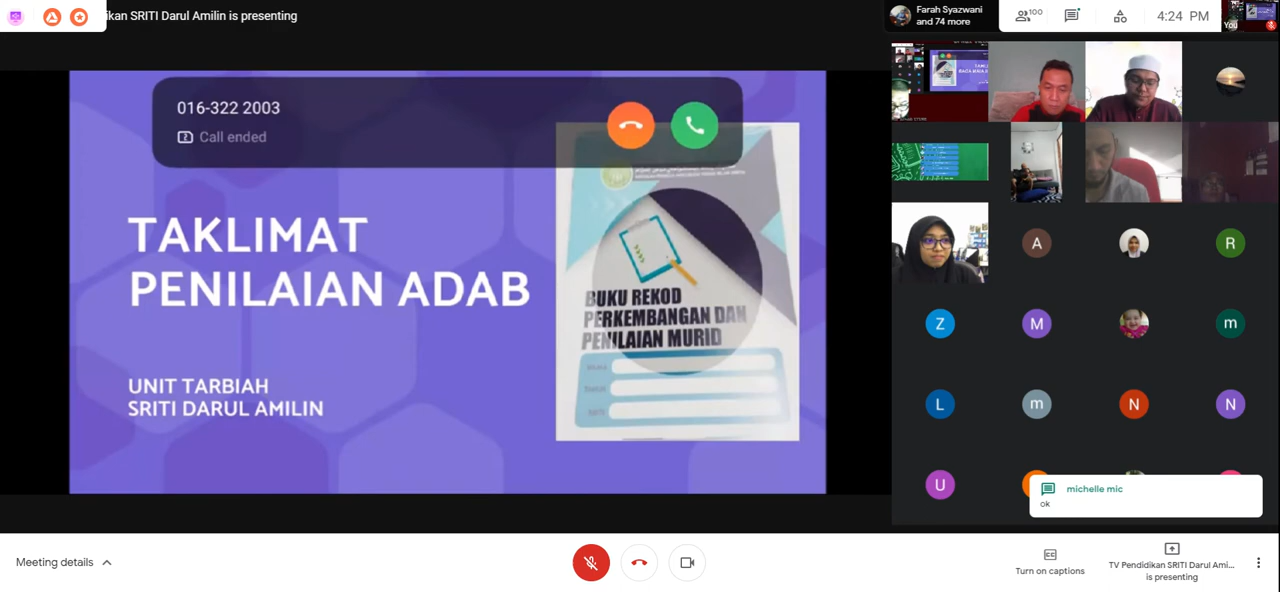 dikan SRITI Darul Amilin is presenting
Farah Syazwani
and 74 more
100
4:24 PM
You
016-322 2003
Call ended
TAKLIMAT
PENILAIAN ADAB
UNIT TARBIAH
SRITI DARUL AMILIN
BUKU REKOD
PERKEMBANGAN DAN
PENILAIAN MURID
A
R
Z
M
m
L
m
N
N
U
michelle mic
ok
Meeting details
CC
Turn on captions
TV Pendidikan SRITI Darul Ami...
is presenting